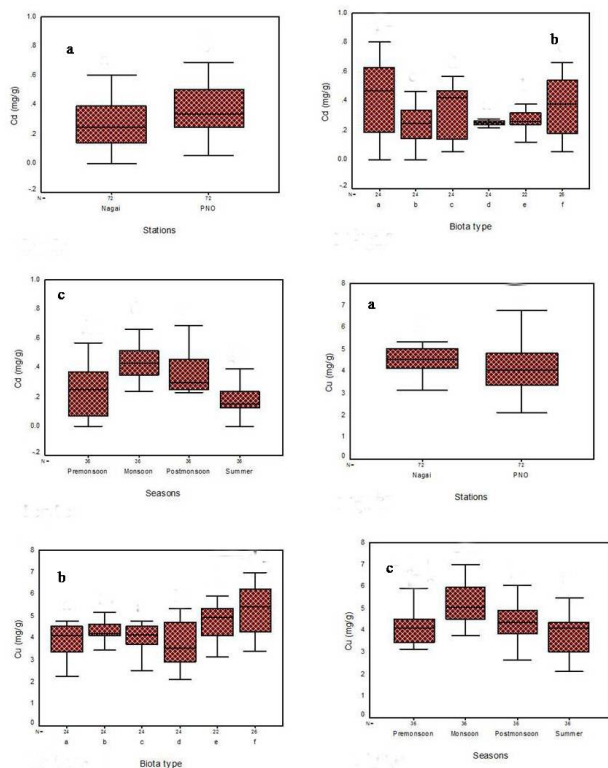 1.0
.8
.6
.4
.2
0.0
-.2
Cd (mg/g)
a
N= 72 72
Nagai PNO
Stations
1.0
.8
.6
.4
.2
0.0
-.2
Cd (mg/g)
b
N= 24 24 24 24 22 26
a b c d e f
Biota type
1.0
.8
.6
.4
.2
0.0
-.2
Cd (mg/g)
c
N= 36 36 36 36
Premonsoon Monsoon Postmonsoon Summer
Seasons
8
7
6
5
4
3
2
1
0
Cu (mg/g)
a
N= 72 72
Nagai PNO
Stations
8
7
6
5
4
3
2
1
0
Cu (mg/g)
b
N= 24 24 24 24 22 26
a b c d e f
Biota type
8
7
6
5
4
3
2
1
0
Cu (mg/g)
c
N= 36 36 36 36
Premonsoon Monsoon Postmonsoon Summer
Seasons